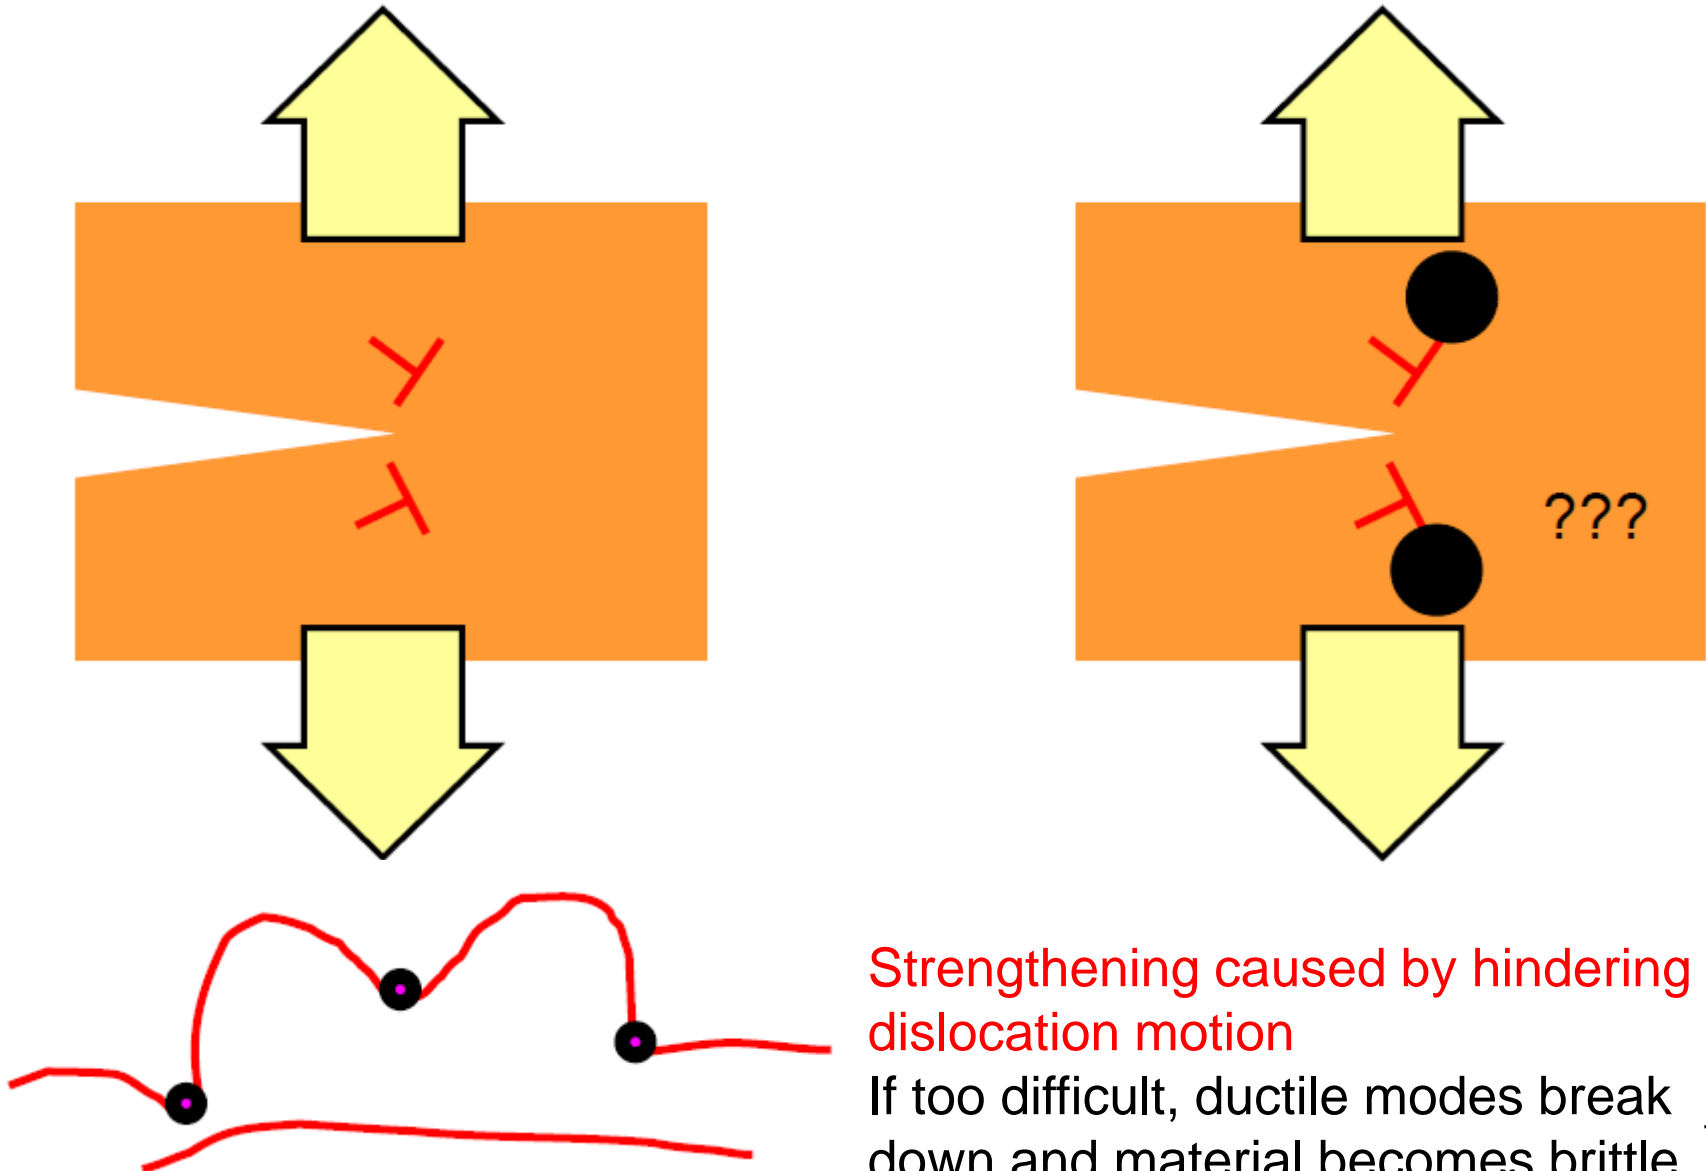 ???
Strengthening caused by hindering
dislocation motion
If too difficult, ductile modes break
down and material becomes brittle